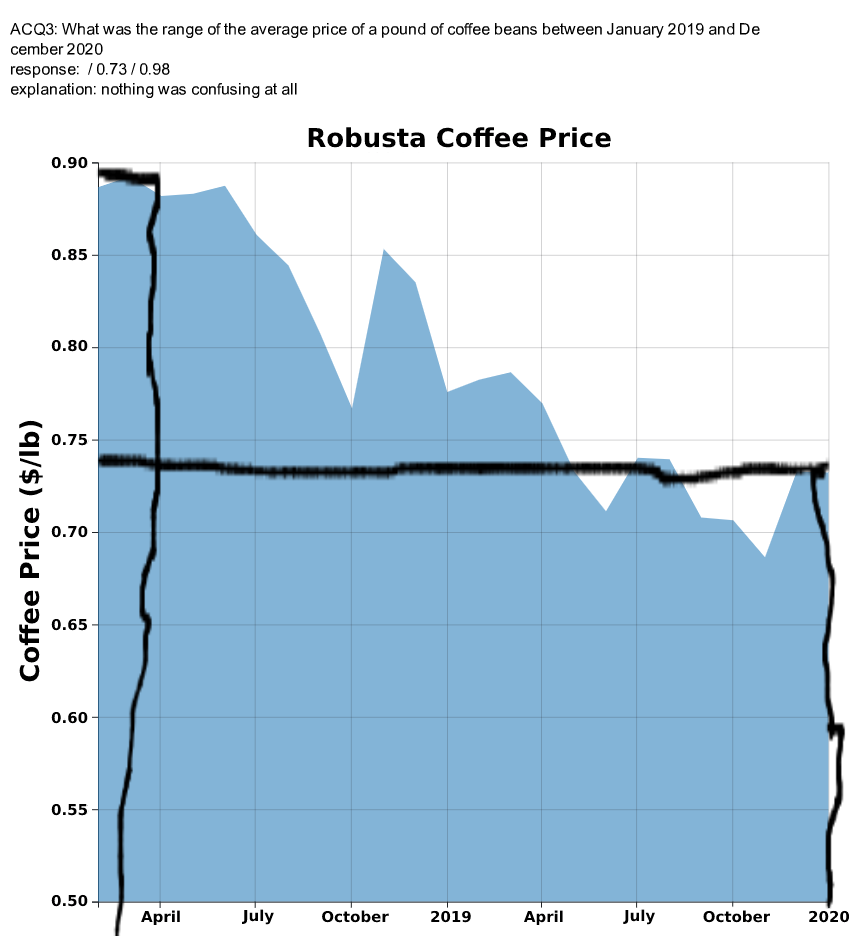 ACQ3: What was the range of the average price of a pound of coffee beans between January 2019 and De
cember 2020
response:  / 0.73 / 0.98
explanation: nothing was confusing at all
Robusta Coffee Price
0.90
0.85
0.80
0.75
0.70
0.65
0.60
0.55
0.50
Coffee Price ($/lb)
April
July
October
2019
April
July
October
2020